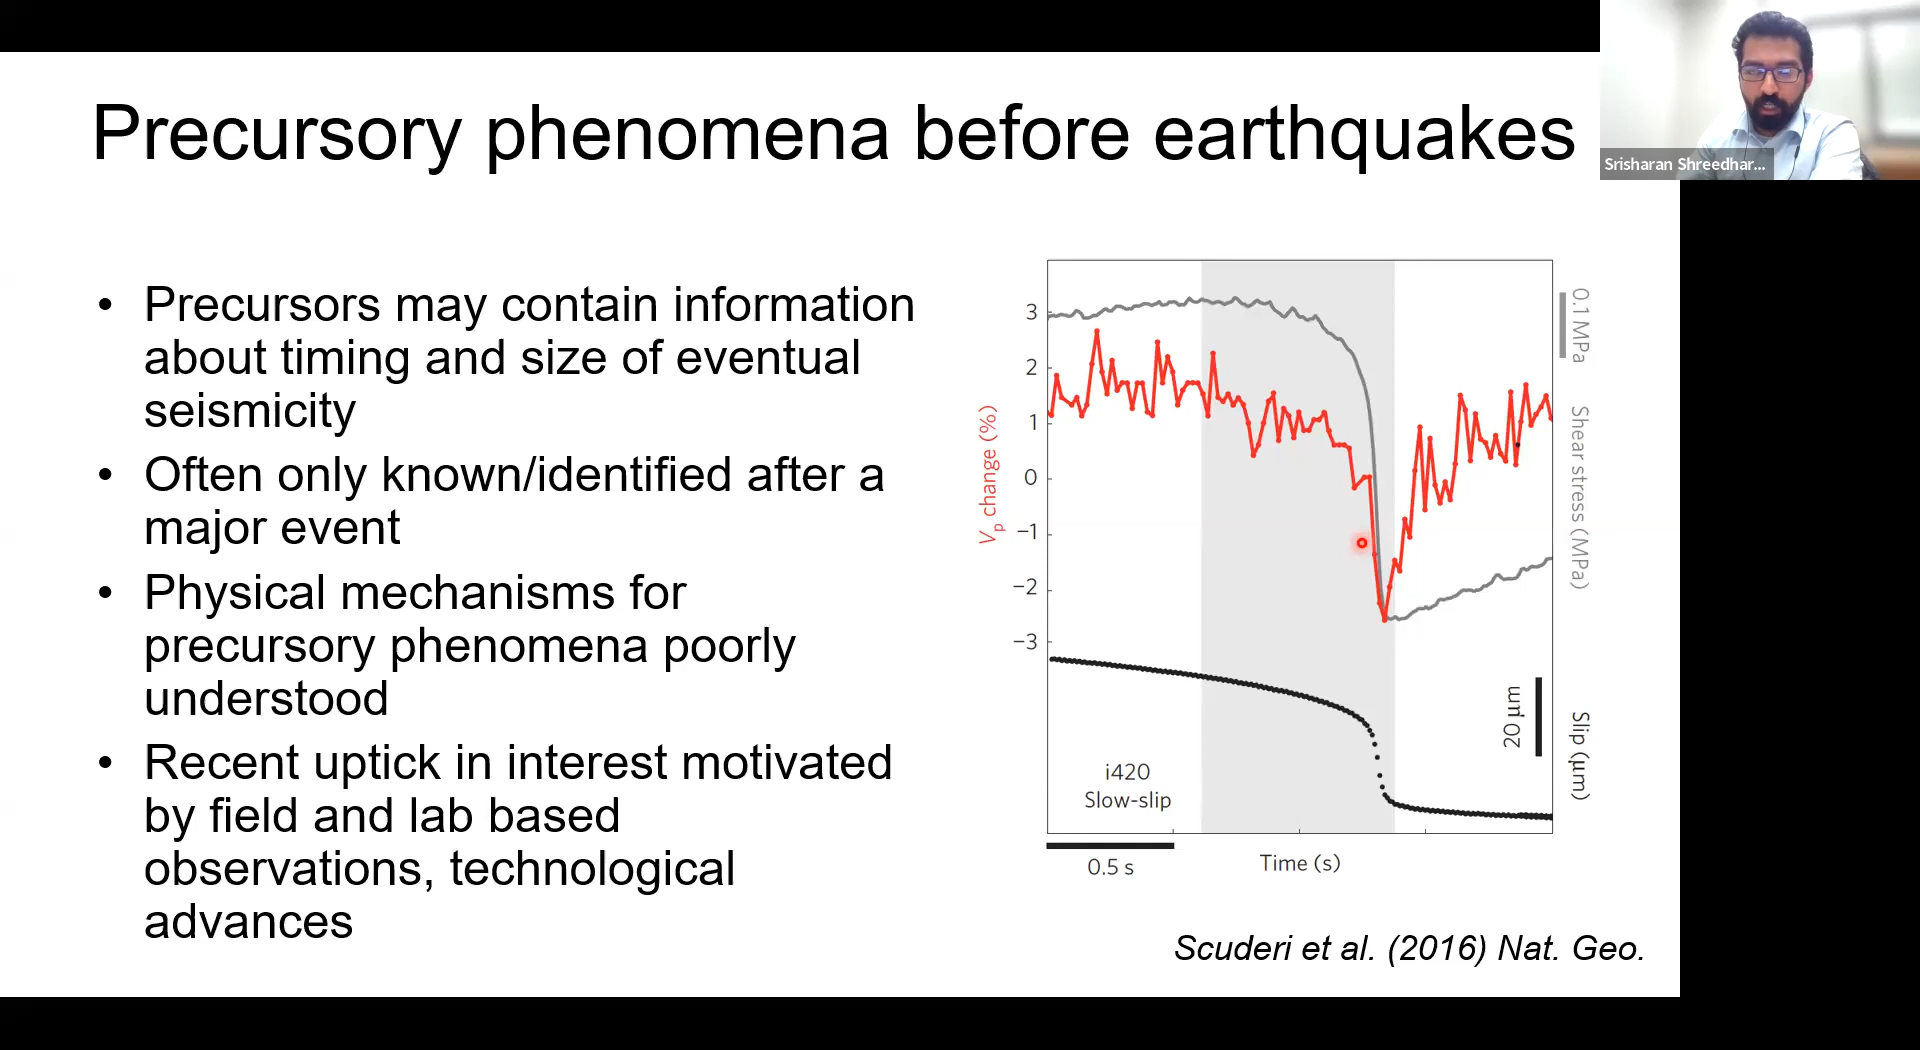 Precursory phenomena before earthquakes
Srisharan Shreedhar...
• Precursors may contain information
about timing and size of eventual
seismicity
• Often only known/identified after a
major event
• Physical mechanisms for
precursory phenomena poorly
understood
• Recent uptick in interest motivated
by field and lab based
observations, technological
advances
3
2
1
0
−1
−2
−3
Vp change (%)
0.1 MPa
Shear stress (MPa)
20 μm
Slip (μm)
i420
Slow-slip
0.5 s
Time (s)
Scuderi et al. (2016) Nat. Geo.